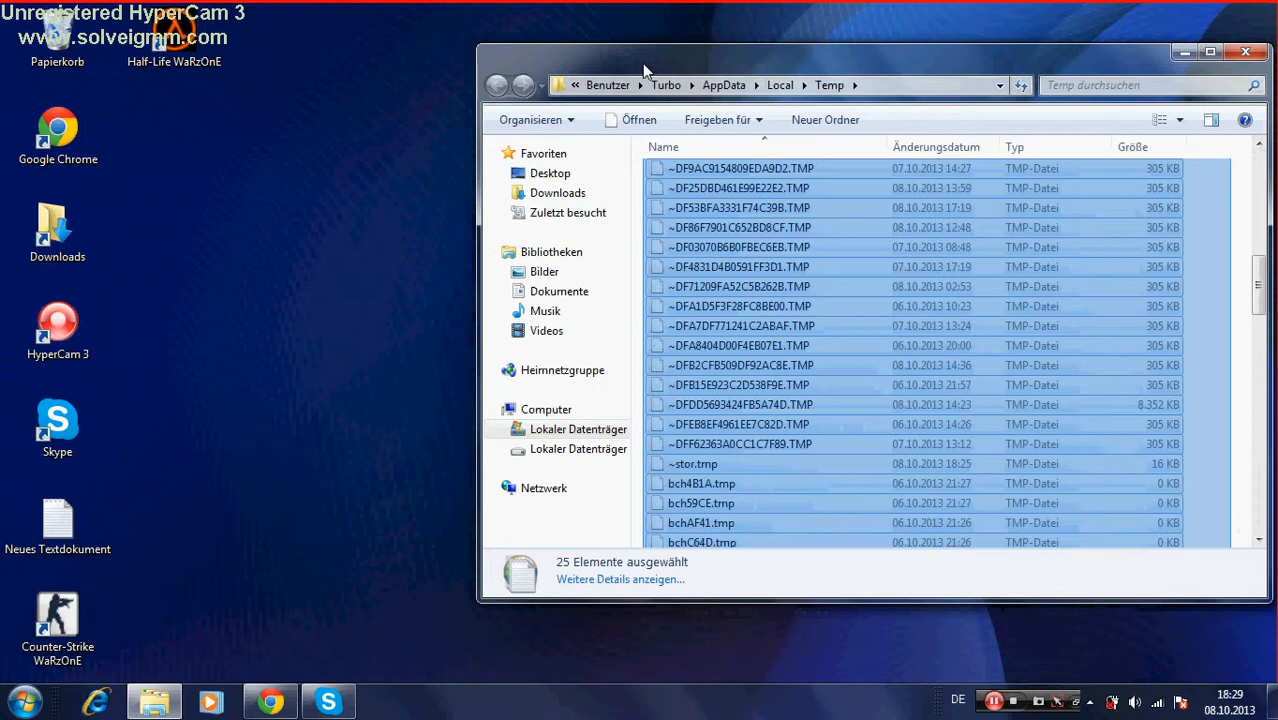 Unregistered HyperCam 3
www.solveigmm.com
Papierkorb
Half-Life WaRzOnE
Google Chrome
Downloads
HyperCam 3
Skype
Neues Textdokument
Counter-Strike
WaRzOnE
« Benutzer Turbo AppData Local Temp
Temp durchsuchen
Organisieren Öffnen Freigeben für Neuer Ordner
Favoriten
Desktop
Downloads
Zuletzt besucht
Bibliotheken
Bilder
Dokumente
Musik
Videos
Heimnetzgruppe
Computer
Lokaler Datenträger
Lokaler Datenträger
Netzwerk
Name Änderungsdatum Typ Größe
~DF9AC9154809EDA9D2.TMP 07.10.2013 14:27 TMP-Datei 305 KB
~DF25DBD461E99E22E2.TMP 08.10.2013 13:59 TMP-Datei 305 KB
~DF53BFA3331F74C39B.TMP 08.10.2013 17:19 TMP-Datei 305 KB
~DF86F7901C652BD8CF.TMP 08.10.2013 12:48 TMP-Datei 305 KB
~DF03070B6B0FBEC6EB.TMP 07.10.2013 08:48 TMP-Datei 305 KB
~DF4831D4B0591FF3D1.TMP 07.10.2013 17:19 TMP-Datei 305 KB
~DF71209FA52C5B262B.TMP 08.10.2013 02:53 TMP-Datei 305 KB
~DFA1D5F3F28FC8BE00.TMP 06.10.2013 10:23 TMP-Datei 305 KB
~DFA7DF771241C2ABAF.TMP 07.10.2013 13:24 TMP-Datei 305 KB
~DFA8404D00F4EB07E1.TMP 06.10.2013 20:00 TMP-Datei 305 KB
~DFB2CFB509DF92AC8E.TMP 08.10.2013 14:36 TMP-Datei 305 KB
~DFB15E923C2D538F9E.TMP 06.10.2013 21:57 TMP-Datei 305 KB
~DFDD5693424FB5A74D.TMP 08.10.2013 14:23 TMP-Datei 8.352 KB
~DFEB8EF4961EE7C82D.TMP 06.10.2013 14:26 TMP-Datei 305 KB
~DFF62363A0CC1C7F89.TMP 07.10.2013 13:12 TMP-Datei 305 KB
~stor.tmp 08.10.2013 18:25 TMP-Datei 16 KB
bch4B1A.tmp 06.10.2013 21:27 TMP-Datei 0 KB
bch59CE.tmp 06.10.2013 21:27 TMP-Datei 0 KB
bchAF41.tmp 06.10.2013 21:26 TMP-Datei 0 KB
bchC64D.tmp 06.10.2013 21:26 TMP-Datei 0 KB
25 Elemente ausgewählt
Weitere Details anzeigen...
DE
18:29
08.10.2013